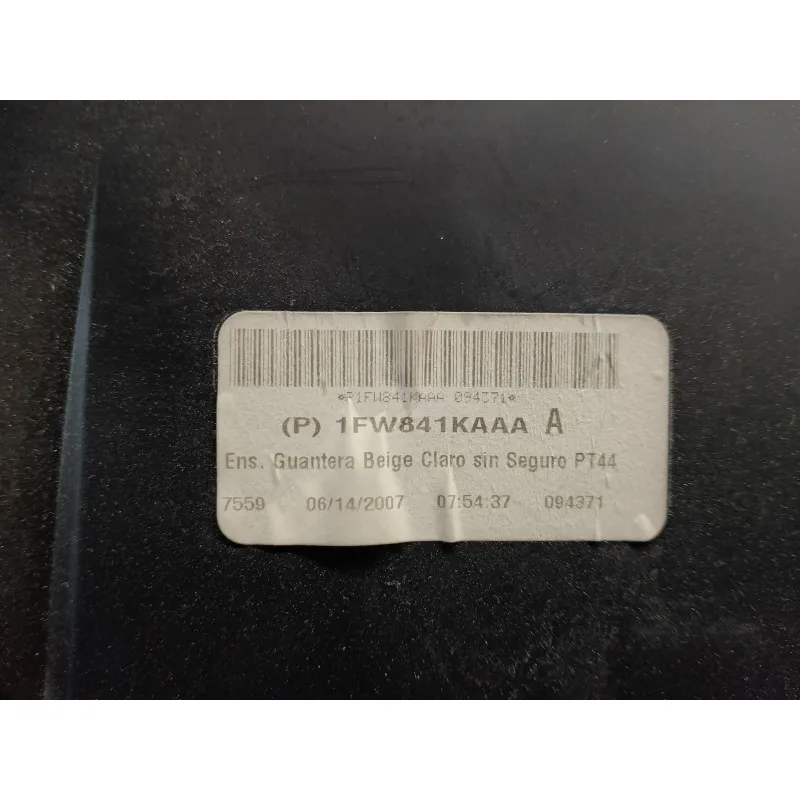 *P1FW841KAAA 094371*
(P) 1FW841KAAA A
Ens. Guantera Beige Claro sin Seguro PT44
7559 06/14/2007 07:54:37 094371